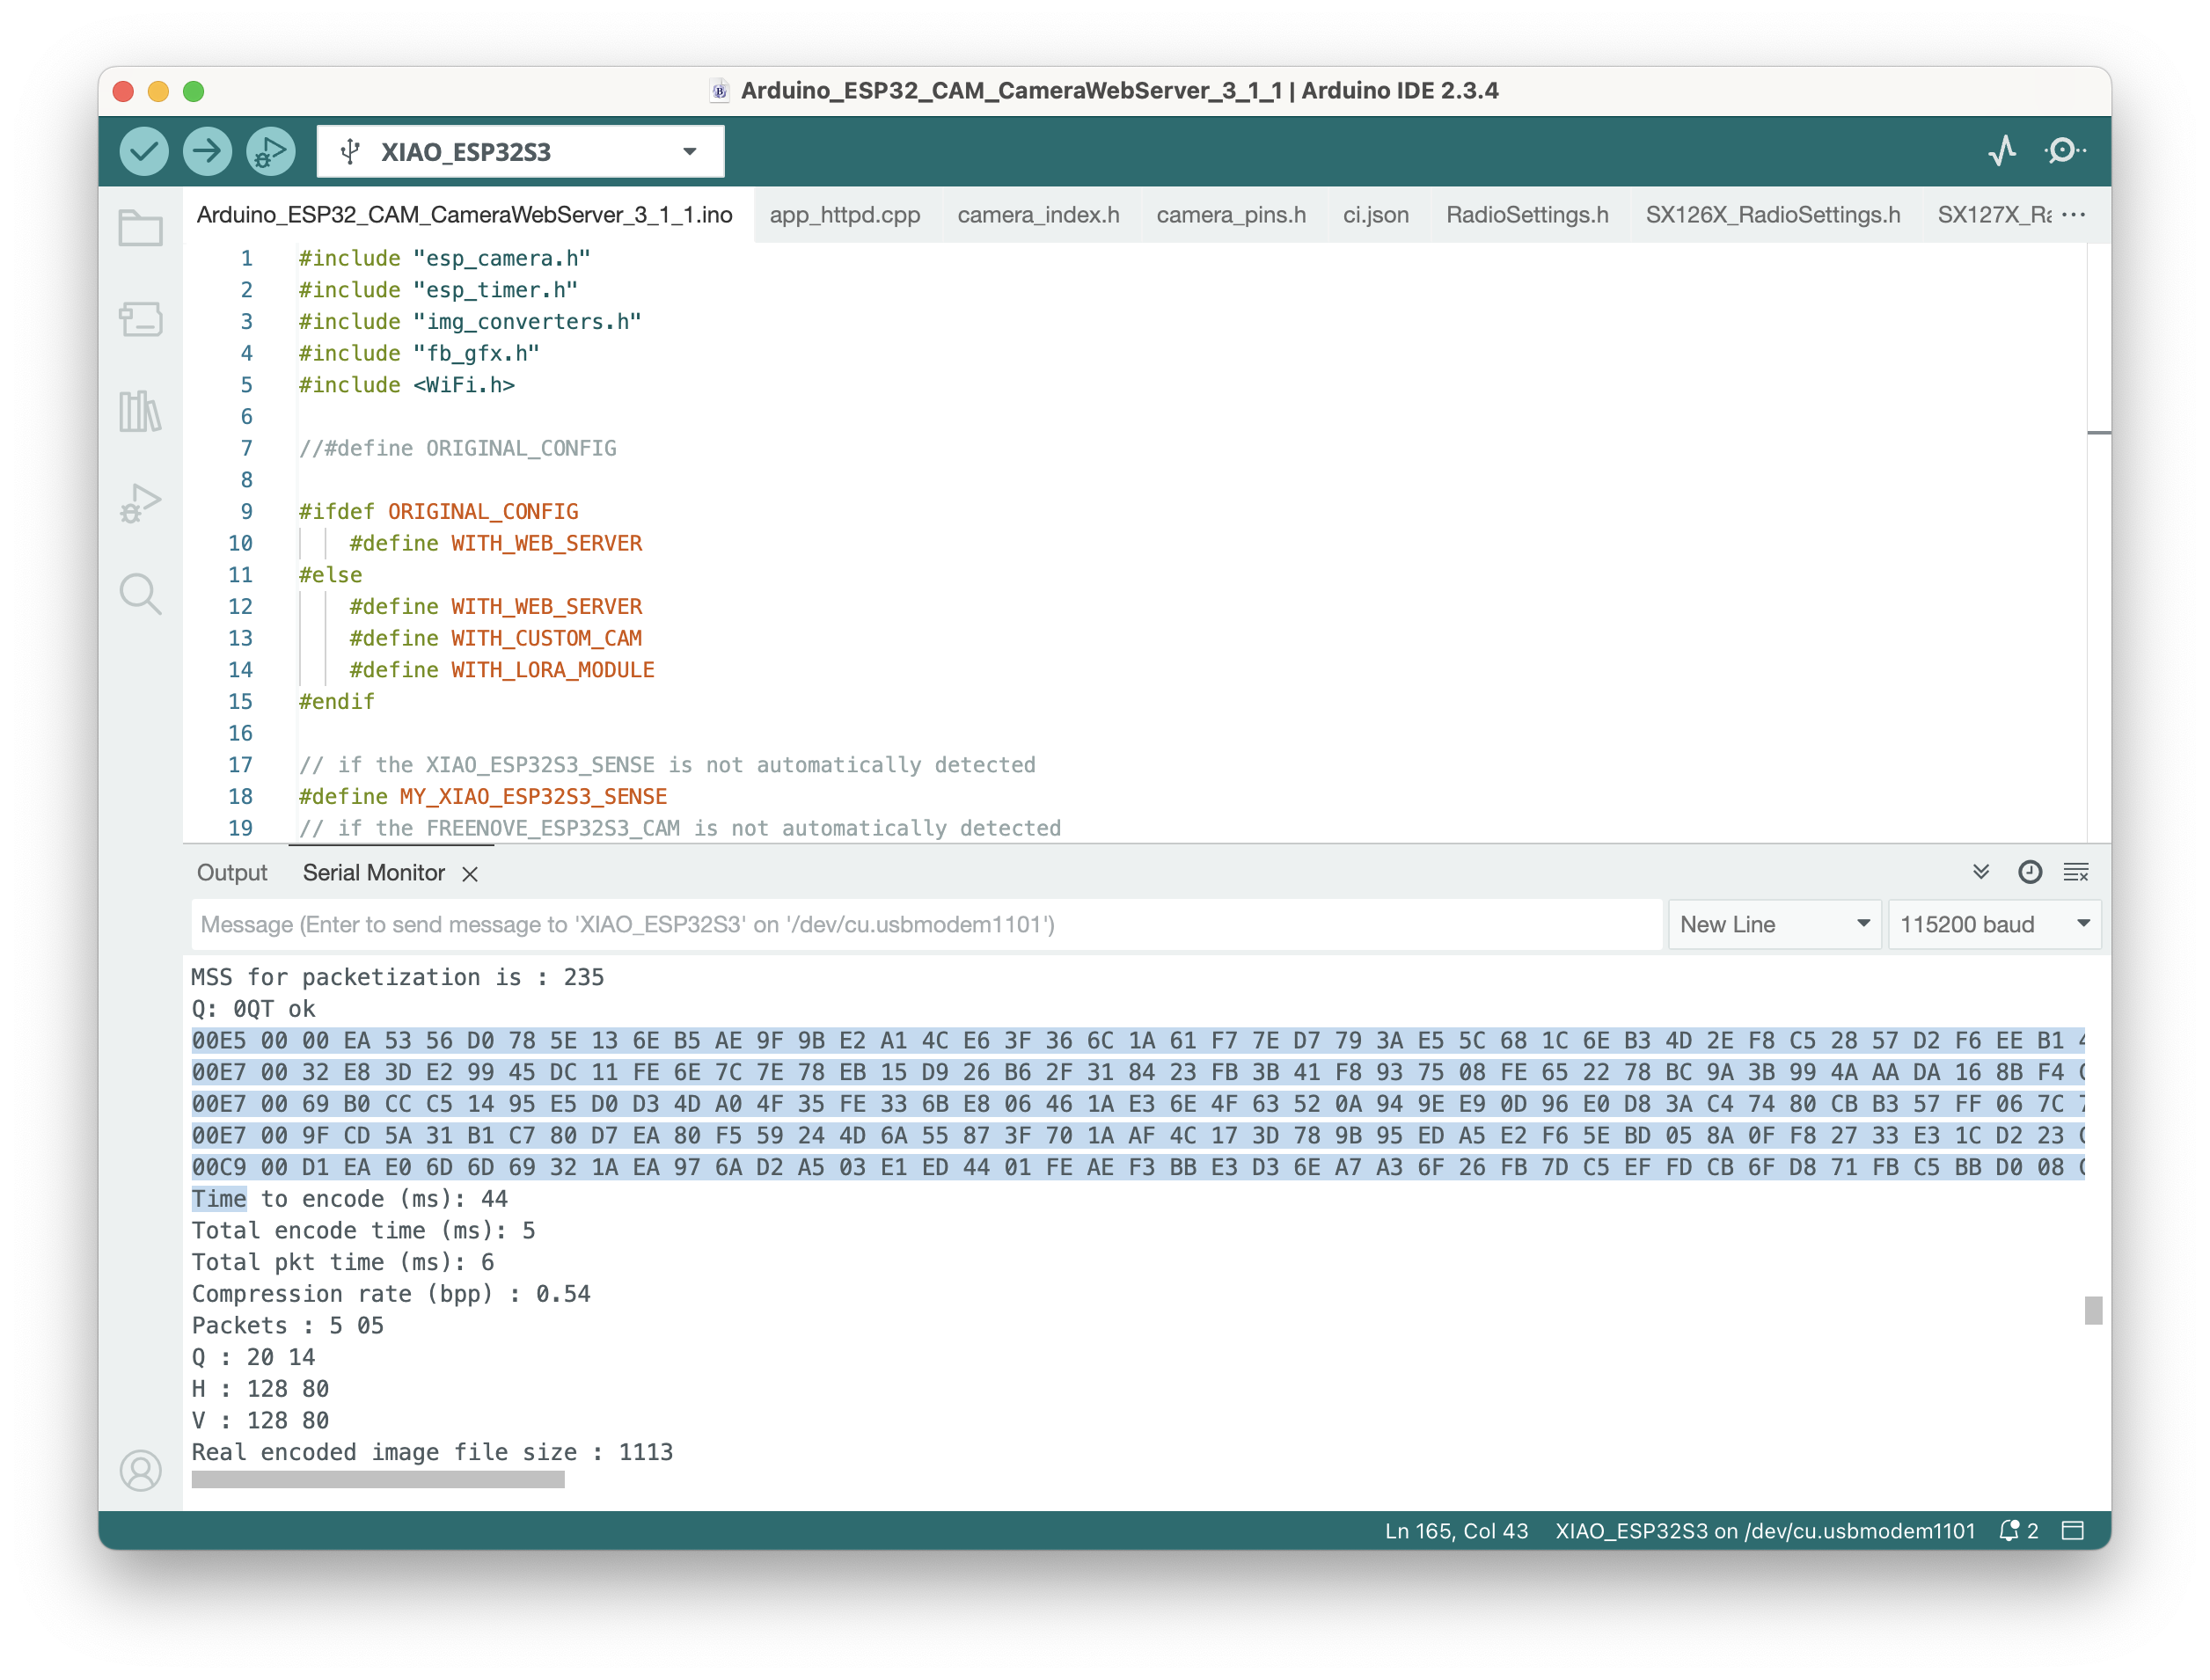 Arduino_ESP32_CAM_CameraWebServer_3_1_1 | Arduino IDE 2.3.4
XIAO_ESP32S3
Arduino_ESP32_CAM_CameraWebServer_3_1_1.ino app_httpd.cpp camera_index.h camera_pins.h ci.json RadioSettings.h SX126X_RadioSettings.h SX127X_Ra ...
1 #include "esp_camera.h"
2 #include "esp_timer.h"
3 #include "img_converters.h"
4 #include "fb_gfx.h"
5 #include <WiFi.h>
6
7 //#define ORIGINAL_CONFIG
8
9 #ifdef ORIGINAL_CONFIG
10 #define WITH_WEB_SERVER
11 #else
12 #define WITH_WEB_SERVER
13 #define WITH_CUSTOM_CAM
14 #define WITH_LORA_MODULE
15 #endif
16
17 // if the XIAO_ESP32S3_SENSE is not automatically detected
18 #define MY_XIAO_ESP32S3_SENSE
19 // if the FREENOVE_ESP32S3_CAM is not automatically detected
Output Serial Monitor
Message (Enter to send message to 'XIAO_ESP32S3' on '/dev/cu.usbmodem1101') New Line 115200 baud
MSS for packetization is : 235
Q: 0QT ok
00E5 00 00 EA 53 56 D0 78 5E 13 6E B5 AE 9F 9B E2 A1 4C E6 3F 36 6C 1A 61 F7 7E D7 79 3A E5 5C 68 1C 6E B3 4D 2E F8 C5 28 57 D2 F6 EE B1
00E7 00 32 E8 3D E2 99 45 DC 11 FE 6E 7C 7E 78 EB 15 D9 26 B6 2F 31 84 23 FB 3B 41 F8 93 75 08 FE 65 22 78 BC 9A 3B 99 4A AA DA 16 8B F4
00E7 00 69 B0 CC C5 14 95 E5 D0 D3 4D A0 4F 35 FE 33 6B E8 06 46 1A E3 6E 4F 63 52 0A 94 9E E9 0D 96 E0 D8 3A C4 74 80 CB B3 57 FF 06 7C
00E7 00 9F CD 5A 31 B1 C7 80 D7 EA 80 F5 59 24 4D 6A 55 87 3F 70 1A AF 4C 17 3D 78 9B 95 ED A5 E2 F6 5E BD 05 8A 0F F8 27 33 E3 1C D2 23
00C9 00 D1 EA E0 6D 6D 69 32 1A EA 97 6A D2 A5 03 E1 ED 44 01 FE AE F3 BB E3 D3 6E A7 A3 6F 26 FB 7D C5 EF FD CB 6F D8 71 FB C5 BB D0 08
Time to encode (ms): 44
Total encode time (ms): 5
Total pkt time (ms): 6
Compression rate (bpp) : 0.54
Packets : 5 05
Q : 20 14
H : 128 80
V : 128 80
Real encoded image file size : 1113
Ln 165, Col 43 XIAO_ESP32S3 on /dev/cu.usbmodem1101 2